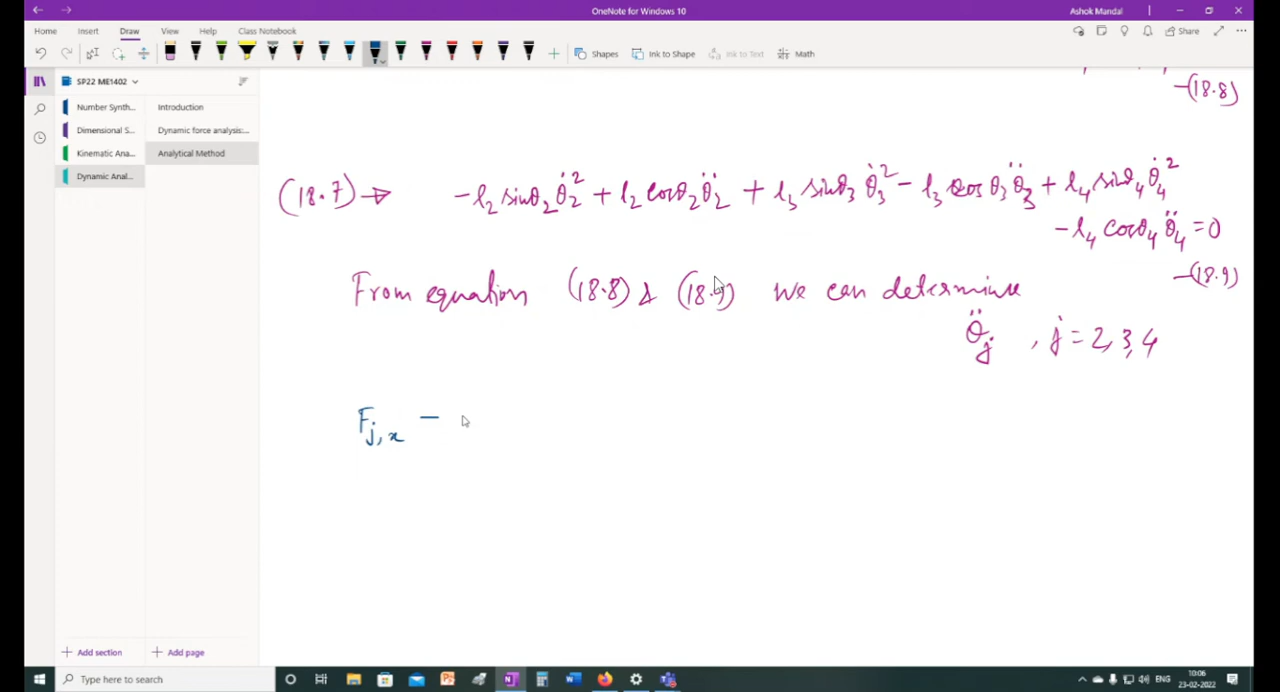 OneNote for Windows 10
Ashok Mandal
Home Insert Draw View Help Class Notebook
Share
Shapes Ink to Shape Ink to Text Math
SP22 ME1402
Number Synth... Introduction
Dimensional S... Dynamic force analysis:...
Kinematic Ana... Analytical Method
Dynamic Anal...
-(18.8)
(18.7) → -l₂ sinθ₂ θ̇₂² + l₂ cosθ₂ θ̈₂ + l₃ sinθ₃ θ̇₃² - l₃ cosθ₃ θ̈₃ + l₄ sinθ₄ θ̇₄²
- l₄ cosθ₄ θ̈₄ = 0
-(18.9)
From equation (18.8) & (18.9) we can determine
θ̈ⱼ , j = 2, 3, 4
F_{j,x} -
Add section Add page
Type here to search
ENG
10:06
23-02-2022